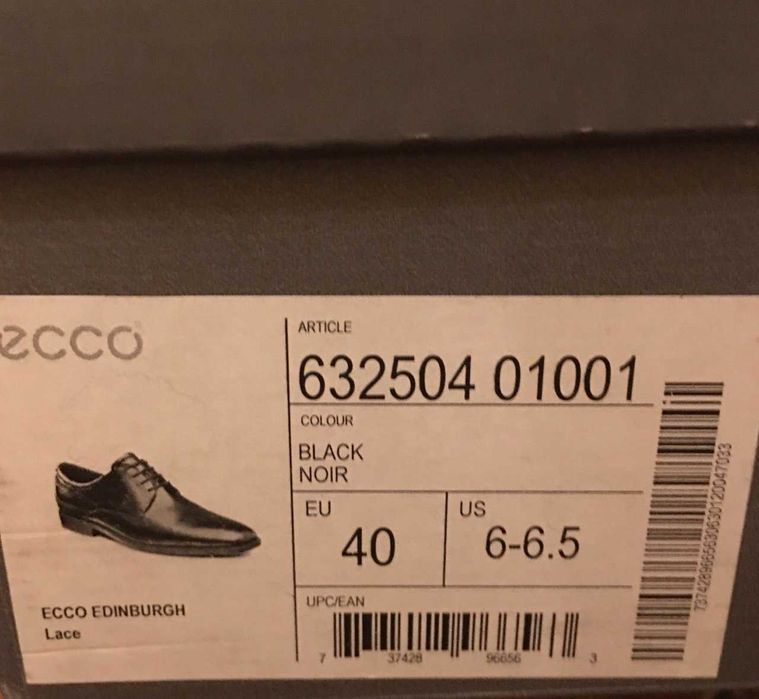 ecco
ARTICLE
632504 01001
COLOUR
BLACK
NOIR
EU
40
US
6-6.5
UPC/EAN
7 37428 96656 3
ECCO EDINBURGH
Lace